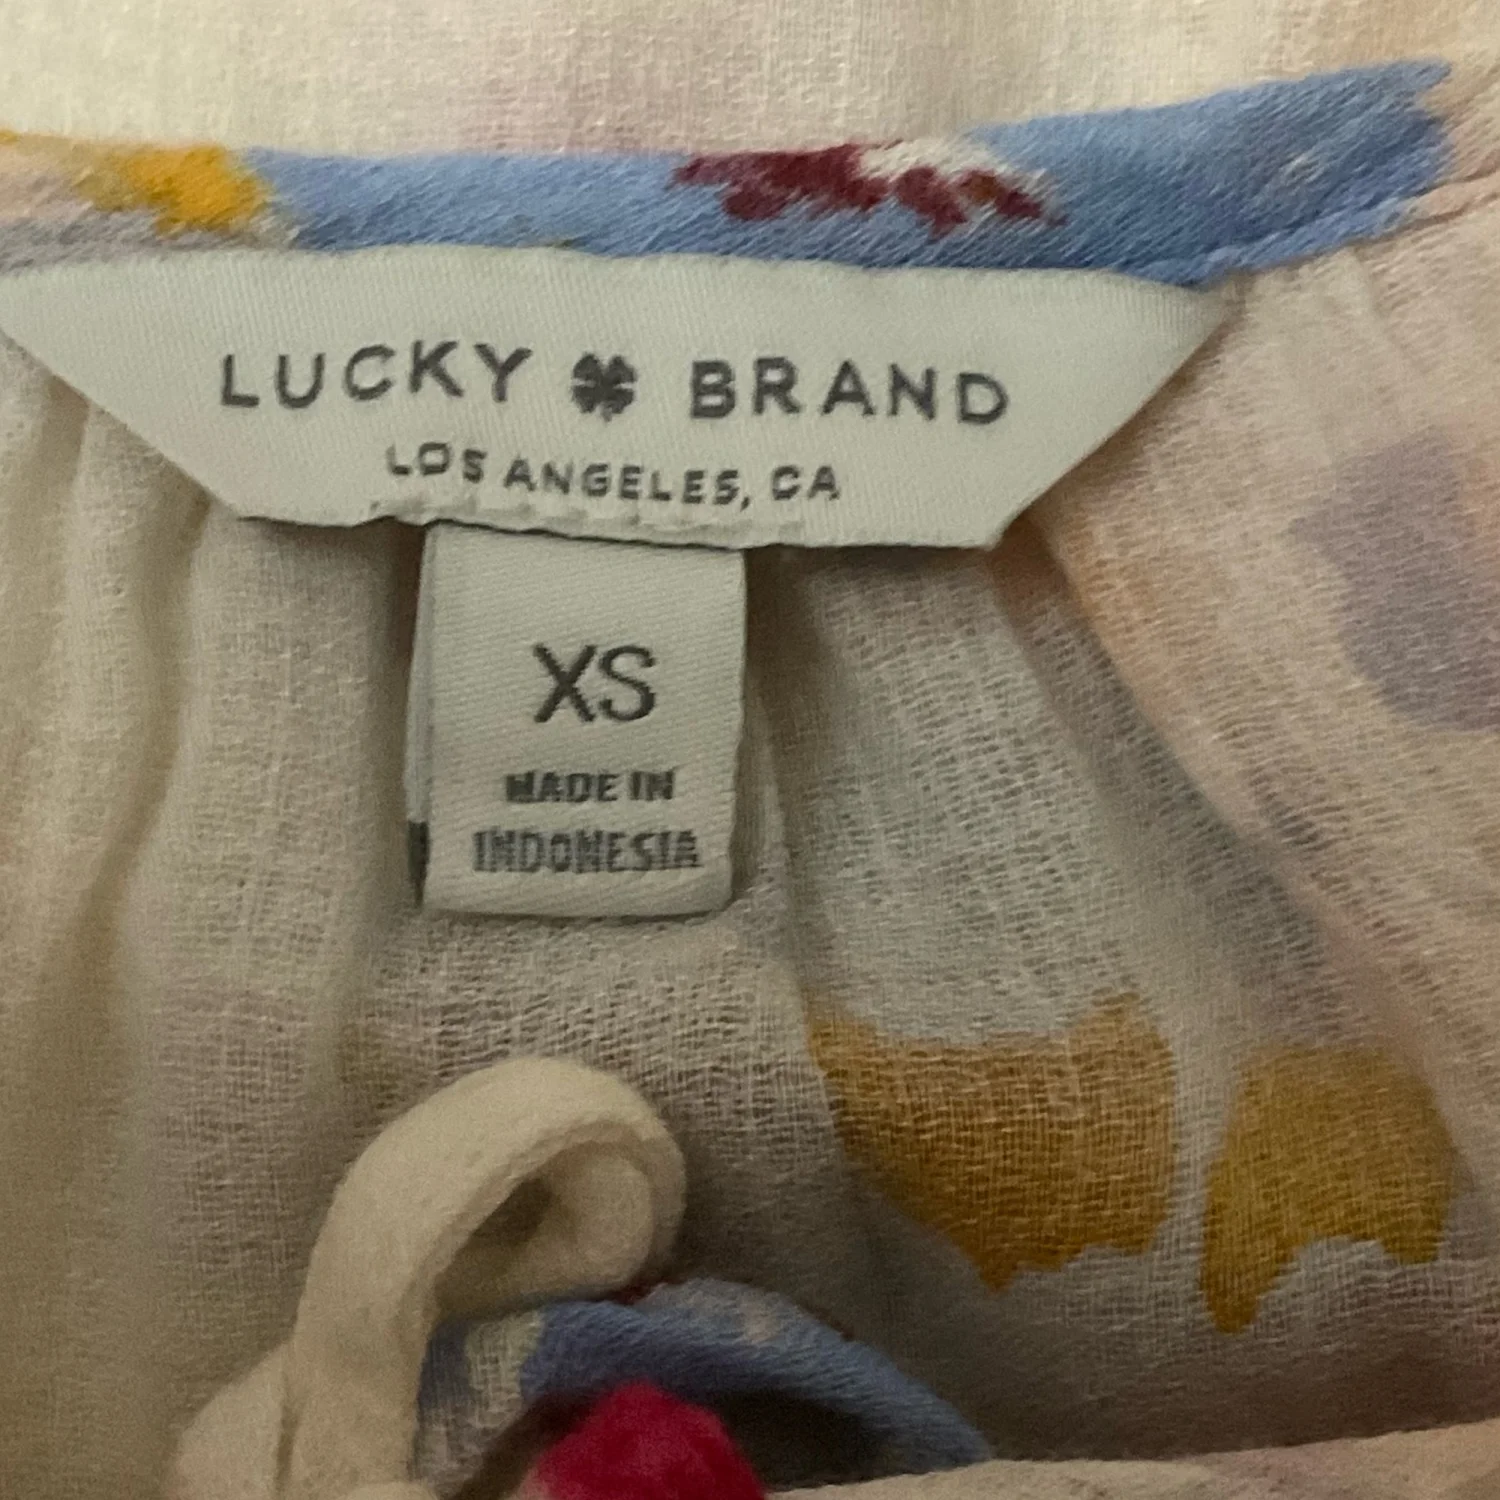 LUCKY BRAND
LOS ANGELES, CA
XS
MADE IN
INDONESIA